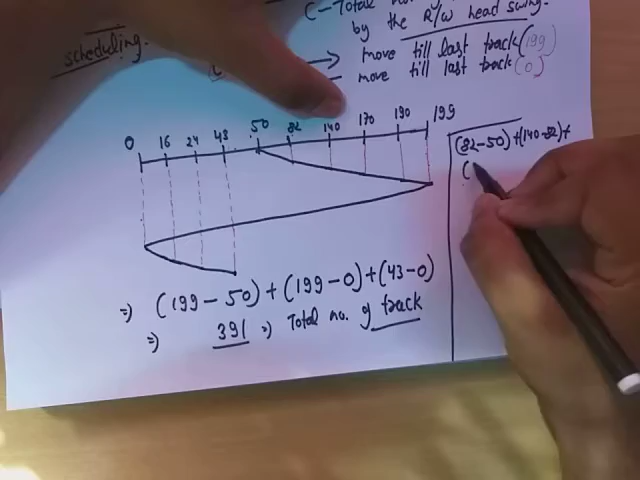 C-Total
by the R/W head swing.
scheduling.
→ move till last track (199)
— move till last track (0)
0 16 24 43 50 82 140 170 190 199
(82-50)+(140-82)+
(
=) (199-50)+(199-0)+(43-0)
=) 391 =) Total no. of track